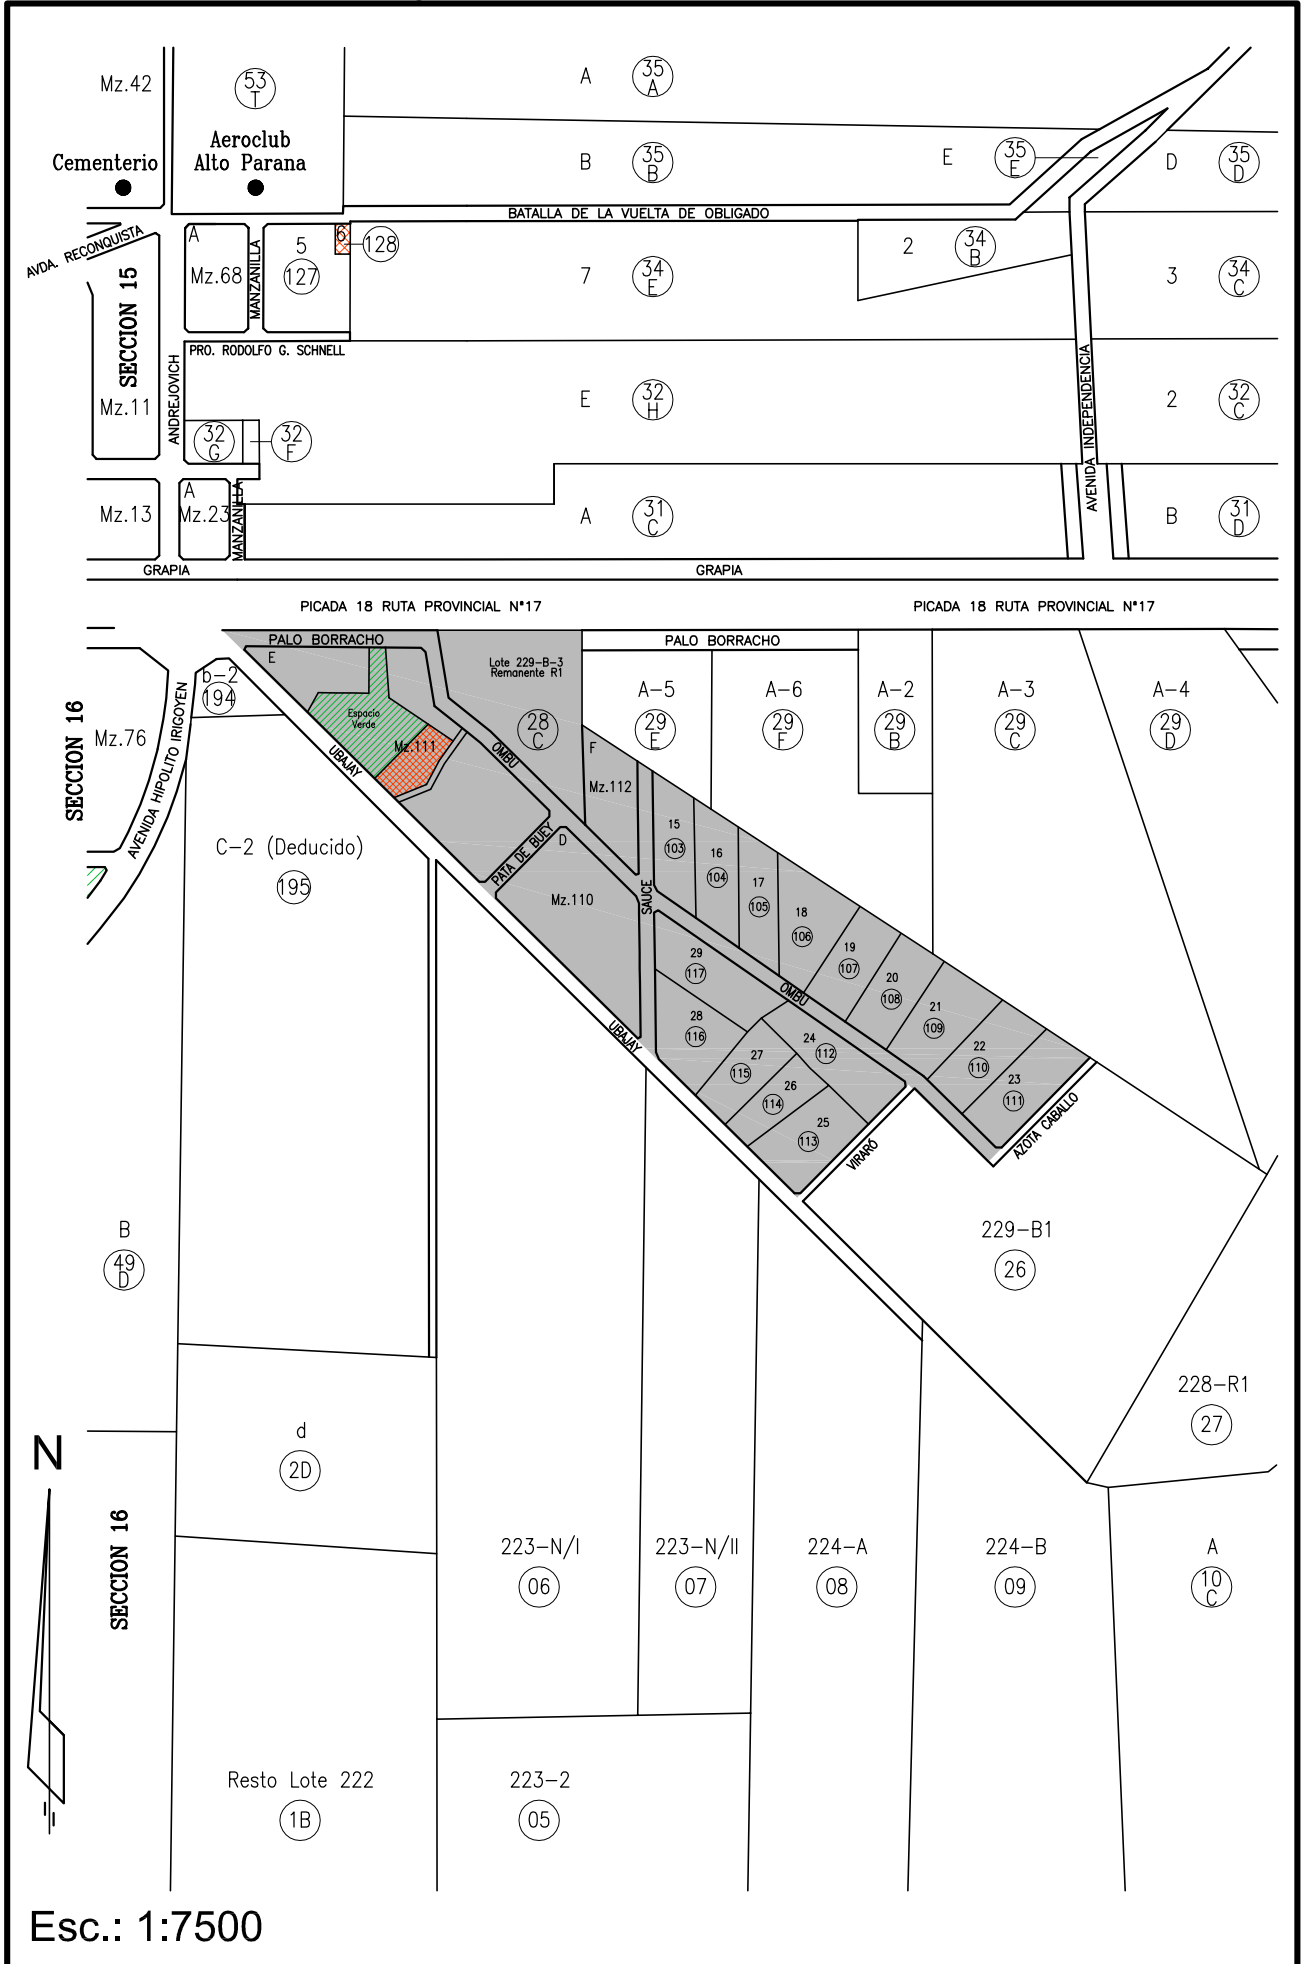 Mz.42
53
T
A
35
A
Aeroclub
Alto Parana
Cementerio
B
35
B
E
35
E
D
35
D
BATALLA DE LA VUELTA DE OBLIGADO
AVDA. RECONQUISTA
A
Mz.68
MANZANILLA
5
127
6
128
7
34
E
2
34
B
3
34
C
SECCION 15
PRO. RODOLFO G. SCHNELL
Mz.11
ANDREJOVICH
32
G
32
F
E
32
H
AVENIDA INDEPENDENCIA
2
32
C
Mz.13
A
Mz.23
MANZANILLA
A
31
C
B
31
D
GRAPIA
GRAPIA
PICADA 18 RUTA PROVINCIAL N°17
PICADA 18 RUTA PROVINCIAL N°17
PALO BORRACHO
PALO BORRACHO
E
Lote 229-B-3
Remanente R1
28
C
b-2
194
SECCION 16
Mz.76
AVENIDA HIPOLITO IRIGOYEN
Espacio
Verde
Mz.111
UBAJAY
OMBU
F
Mz.112
A-5
29
E
A-6
29
F
A-2
29
B
A-3
29
C
A-4
29
D
C-2 (Deducido)
195
PATA DE BUEY
D
Mz.110
SAUCE
15
103
16
104
17
105
18
106
19
107
20
108
21
109
22
110
23
111
29
117
28
116
OMBU
24
112
27
115
26
114
25
113
UBAJAY
VIRARÓ
AZOTA CABALLO
B
49
D
229-B1
26
228-R1
27
N
d
2D
SECCION 16
223-N/I
06
223-N/II
07
224-A
08
224-B
09
A
10
C
Resto Lote 222
1B
223-2
05
Esc.: 1:7500